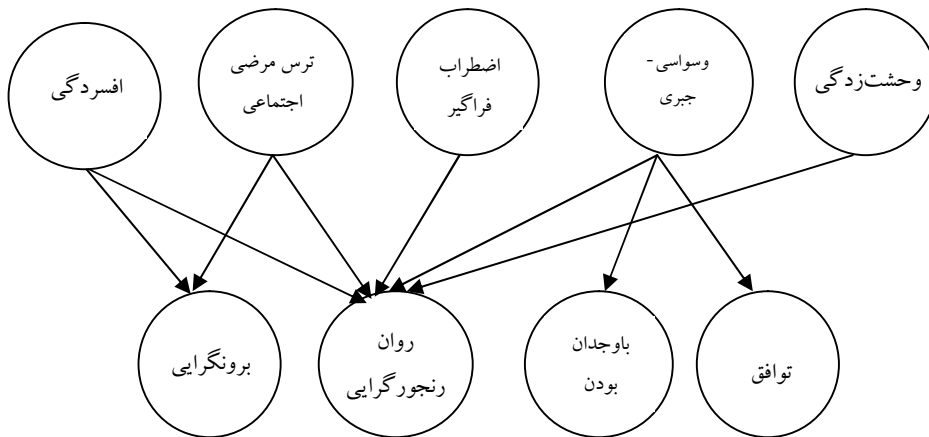 وحشت‌زدگی
وسواسی-
جبری
اضطراب
فراگیر
ترس مرضی
اجتماعی
افسردگی
توافق
باوجدان
بودن
روان
رنجورگرایی
برونگرایی